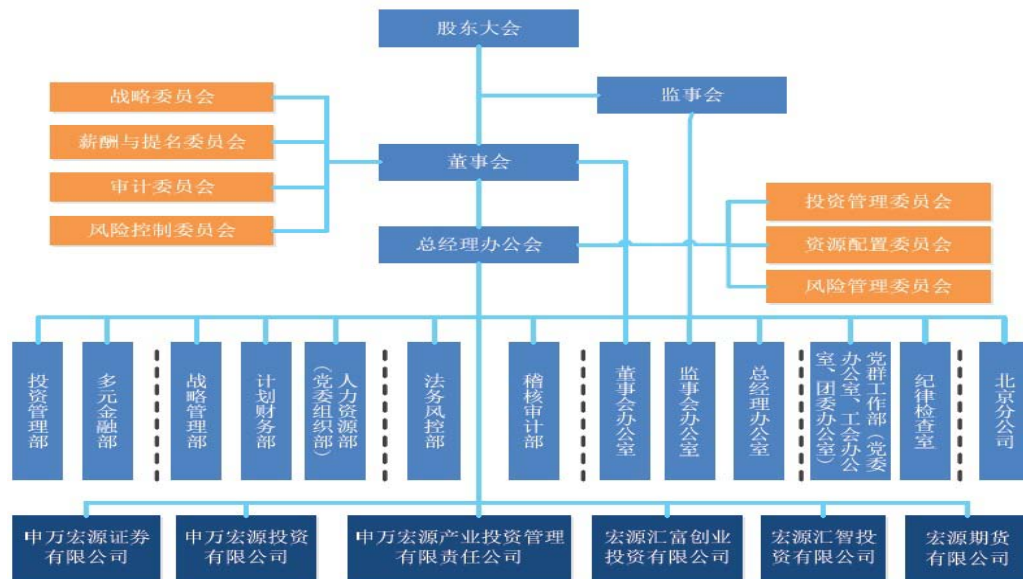 股东大会
监事会
战略委员会
薪酬与提名委员会
审计委员会
风险控制委员会
董事会
总经理办公会
投资管理委员会
资源配置委员会
风险管理委员会
投资管理部
多元金融部
战略管理部
计划财务部
人力资源部
（党委组织部）
法务风控部
稽核审计部
董事会办公室
监事会办公室
总经理办公室
党群工作部（党委
办公室、工会办公
室、团委办公室）
纪律检查室
北京分公司
申万宏源证券
有限公司
申万宏源投资
有限公司
申万宏源产业投资管理
有限责任公司
宏源汇富创业
投资有限公司
宏源汇智投
资有限公司
宏源期货
有限公司